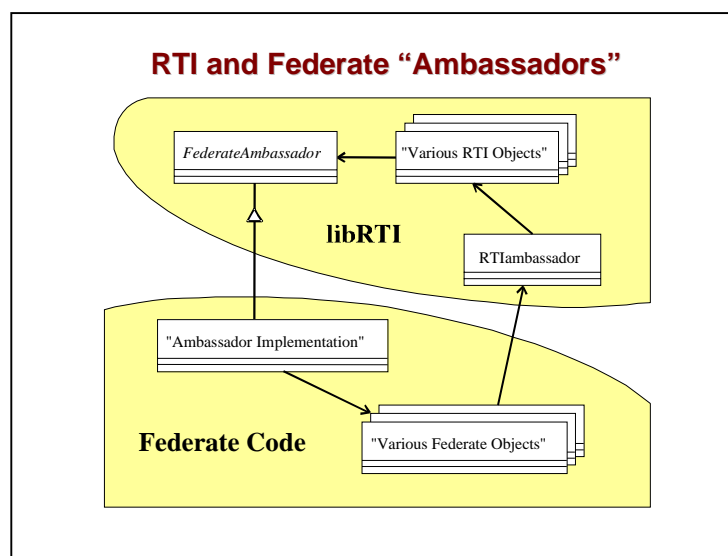 RTI and Federate “Ambassadors”
FederateAmbassador
"Various RTI Objects"
libRTI
RTIambassador
"Ambassador Implementation"
Federate Code
"Various Federate Objects"